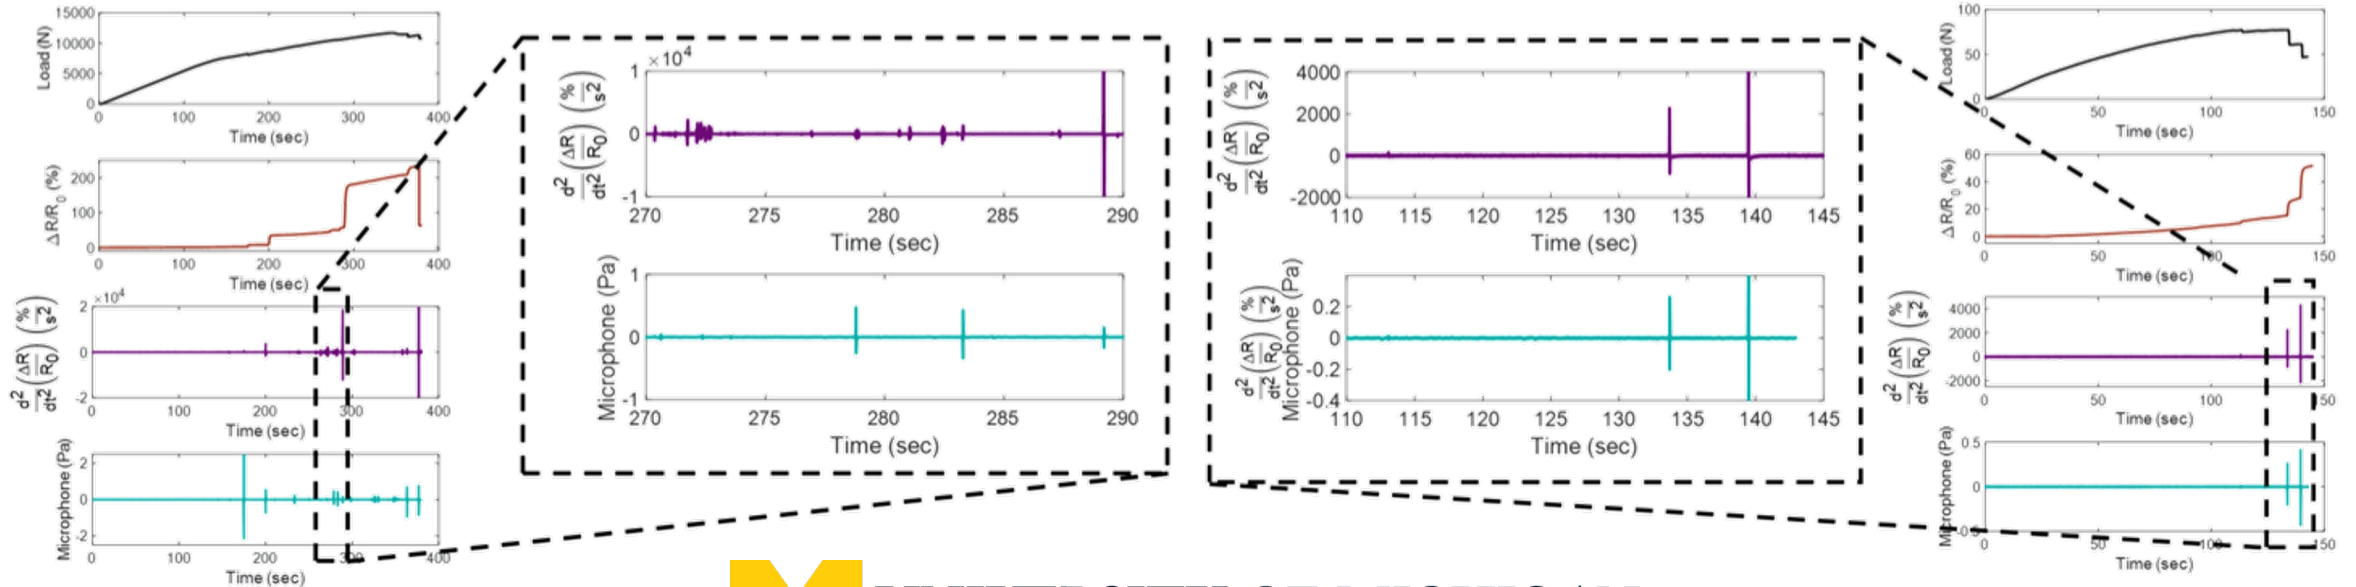 15000
10000
5000
0
Load (N)
0 100 200 300 400
Time (sec)
200
100
0
ΔR/R0 (%)
0 100 200 300 400
Time (sec)
×10^4
2
0
-2
d2/dt2 (ΔR/R0) (%/s2)
0 100 200 300 400
Time (sec)
2
0
-2
Microphone (Pa)
0 100 200 300 400
Time (sec)
×10^4
1
0
-1
d2/dt2 (ΔR/R0) (%/s2)
270 275 280 285 290
Time (sec)
1
0
-1
Microphone (Pa)
270 275 280 285 290
Time (sec)
4000
2000
0
-2000
d2/dt2 (ΔR/R0) (%/s2)
110 115 120 125 130 135 140 145
Time (sec)
0.2
0
-0.2
-0.4
d2/dt2 (ΔR/R0) (%/s2)
Microphone (Pa)
110 115 120 125 130 135 140 145
Time (sec)
100
50
0
Load (N)
0 50 100 150
Time (sec)
60
40
20
0
ΔR/R0 (%)
0 50 100 150
Time (sec)
4000
2000
0
-2000
d2/dt2 (ΔR/R0) (%/s2)
0 50 100 150
Time (sec)
0.5
0
-0.5
Microphone (Pa)
0 50 100 150
Time (sec)